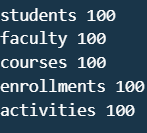 students 100
faculty 100
courses 100
enrollments 100
activities 100